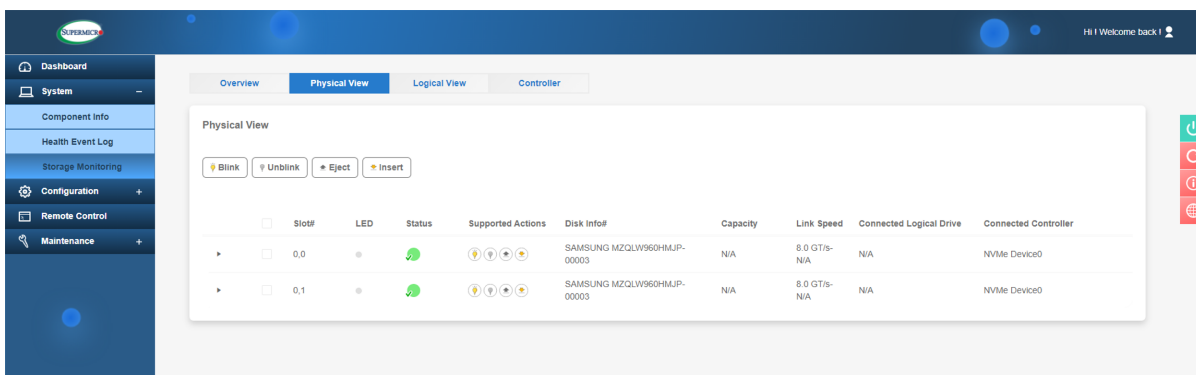 SUPERMICRO
Hi ! Welcome back !
Dashboard
System −
Component Info
Health Event Log
Storage Monitoring
Configuration +
Remote Control
Maintenance +
Overview Physical View Logical View Controller
Physical View
Blink Unblink Eject Insert
Slot# LED Status Supported Actions Disk Info# Capacity Link Speed Connected Logical Drive Connected Controller
0,0 SAMSUNG MZQLW960HMJP-00003 N/A 8.0 GT/s-N/A N/A NVMe Device0
0,1 SAMSUNG MZQLW960HMJP-00003 N/A 8.0 GT/s-N/A N/A NVMe Device0